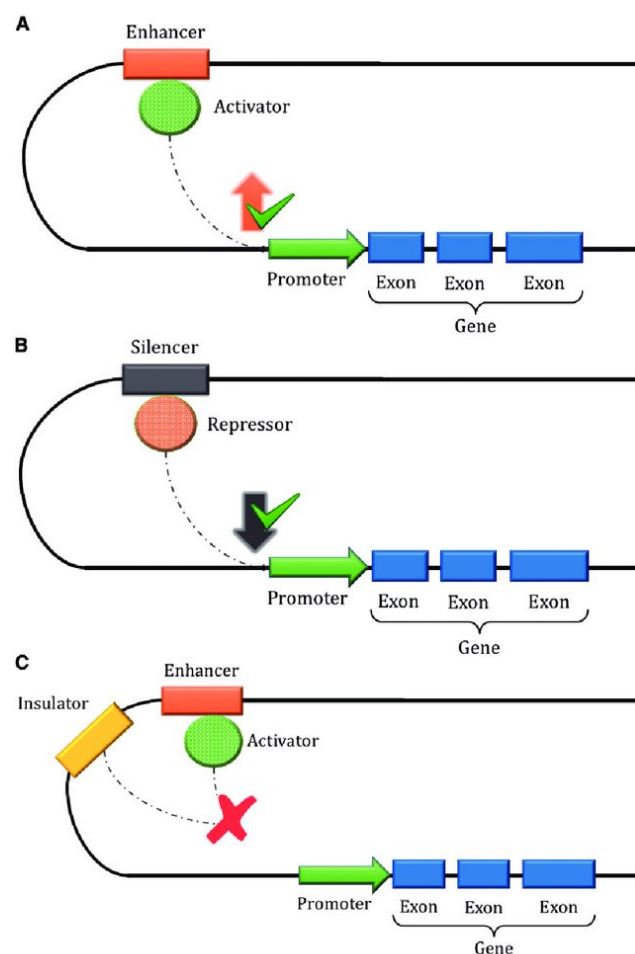 A
Enhancer
Activator
Promoter
Exon Exon Exon
Gene
B
Silencer
Repressor
Promoter
Exon Exon Exon
Gene
C
Enhancer
Insulator
Activator
Promoter
Exon Exon Exon
Gene